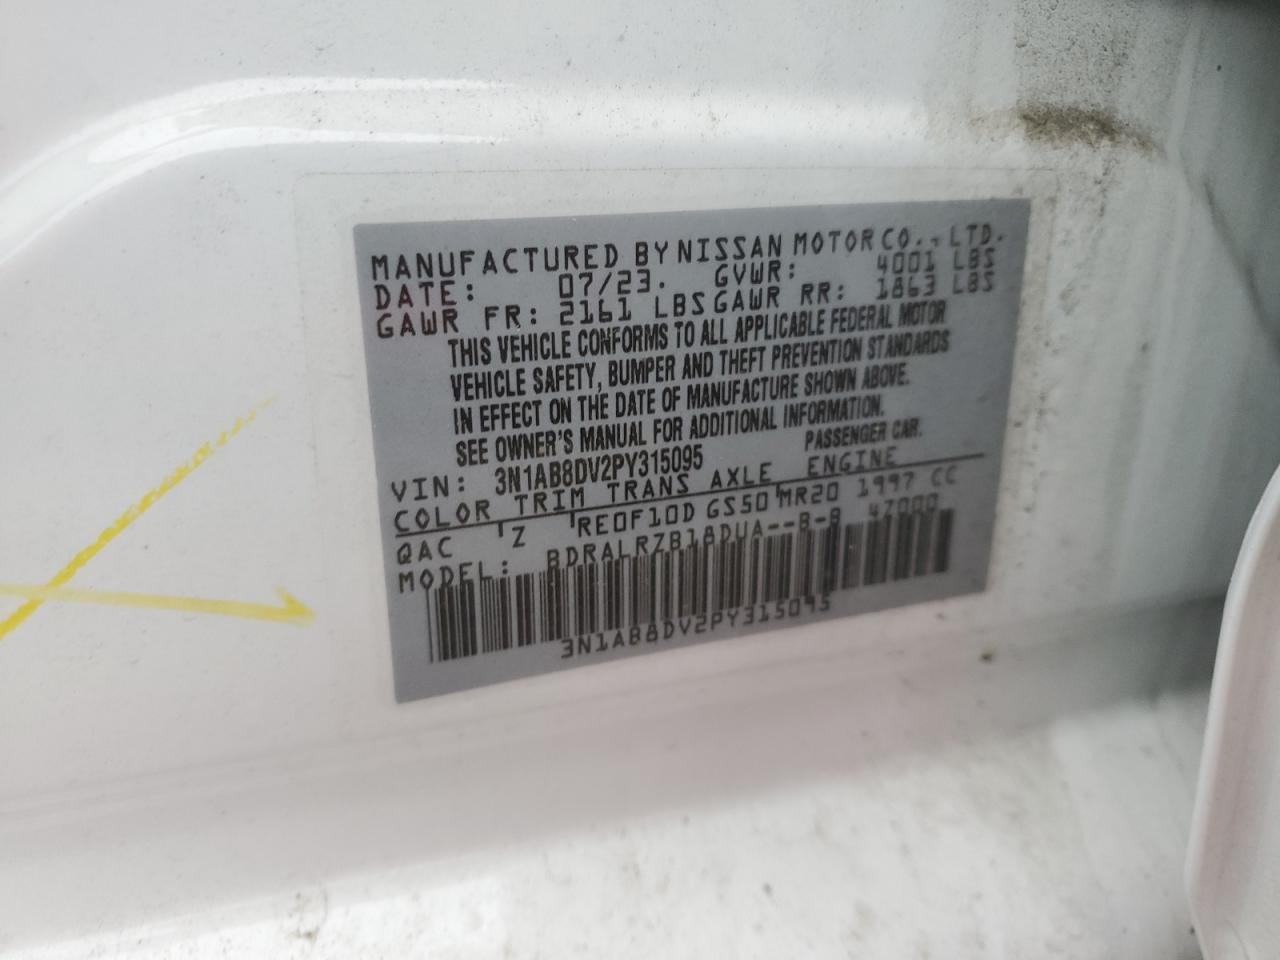 MANUFACTURED BY NISSAN MOTOR CO., LTD.
DATE: 07/23. GVWR: 4001 LBS
GAWR FR: 2161 LBS GAWR RR: 1863 LBS
THIS VEHICLE CONFORMS TO ALL APPLICABLE FEDERAL MOTOR
VEHICLE SAFETY, BUMPER AND THEFT PREVENTION STANDARDS
IN EFFECT ON THE DATE OF MANUFACTURE SHOWN ABOVE.
SEE OWNER'S MANUAL FOR ADDITIONAL INFORMATION.
VIN: 3N1AB8DV2PY315095 PASSENGER CAR.
COLOR TRIM TRANS AXLE ENGINE
QAC Z RE0F10D GS50 MR20 1997 CC
MODEL: BDRALRZB18DUA--B-B 47000
3N1AB8DV2PY315095